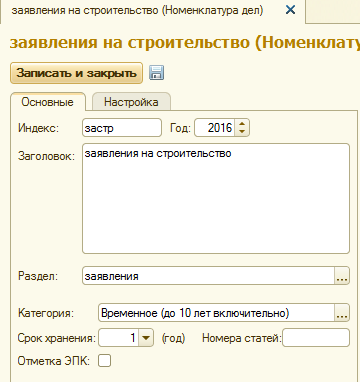 заявления на строительство (Номенклатура дел)
заявления на строительство (Номенклату
Записать и закрыть
Основные Настройка
Индекс: застр Год: 2016
Заголовок: заявления на строительство
Раздел: заявления ...
Категория: Временное (до 10 лет включительно) ...
Срок хранения: 1 (год) Номера статей:
Отметка ЭПК: